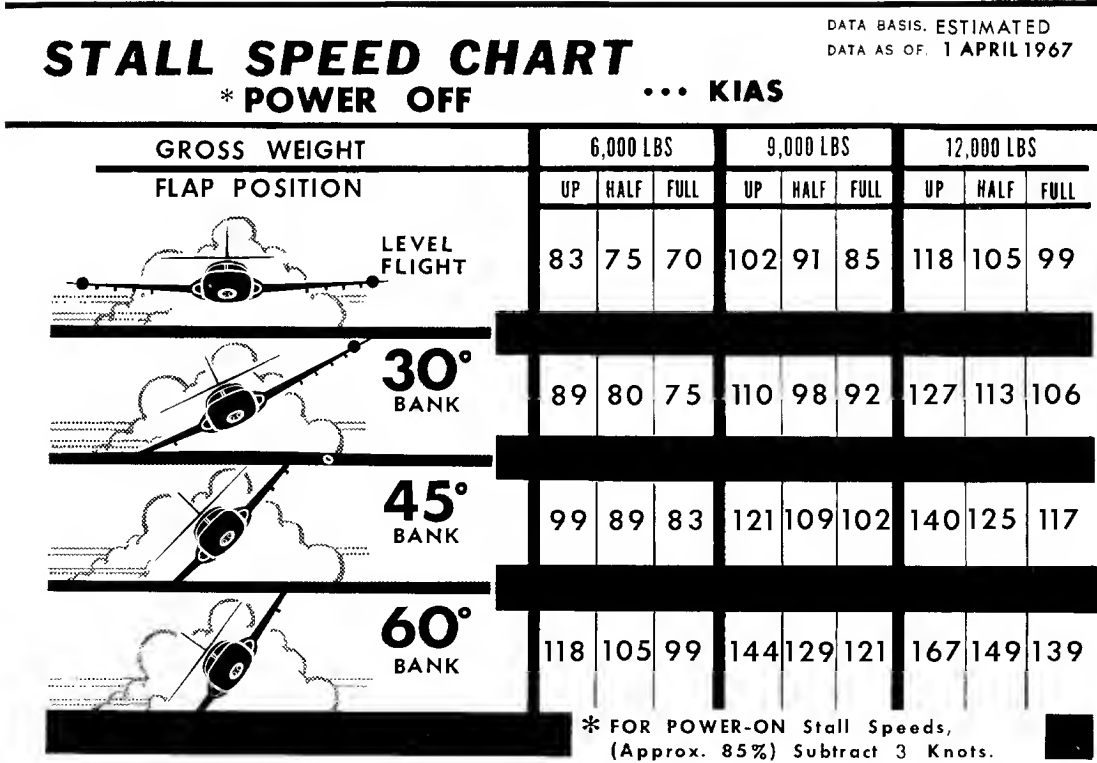 DATA BASIS. ESTIMATED
DATA AS OF. 1 APRIL 1967
STALL SPEED CHART
*POWER OFF ... KIAS
GROSS WEIGHT 6,000 LBS 9,000 LBS 12,000 LBS
FLAP POSITION UP HALF FULL UP HALF FULL UP HALF FULL
LEVEL
FLIGHT 83 75 70 102 91 85 118 105 99
30°
BANK 89 80 75 110 98 92 127 113 106
45°
BANK 99 89 83 121 109 102 140 125 117
60°
BANK 118 105 99 144 129 121 167 149 139
* FOR POWER-ON Stall Speeds,
(Approx. 85%) Subtract 3 Knots.